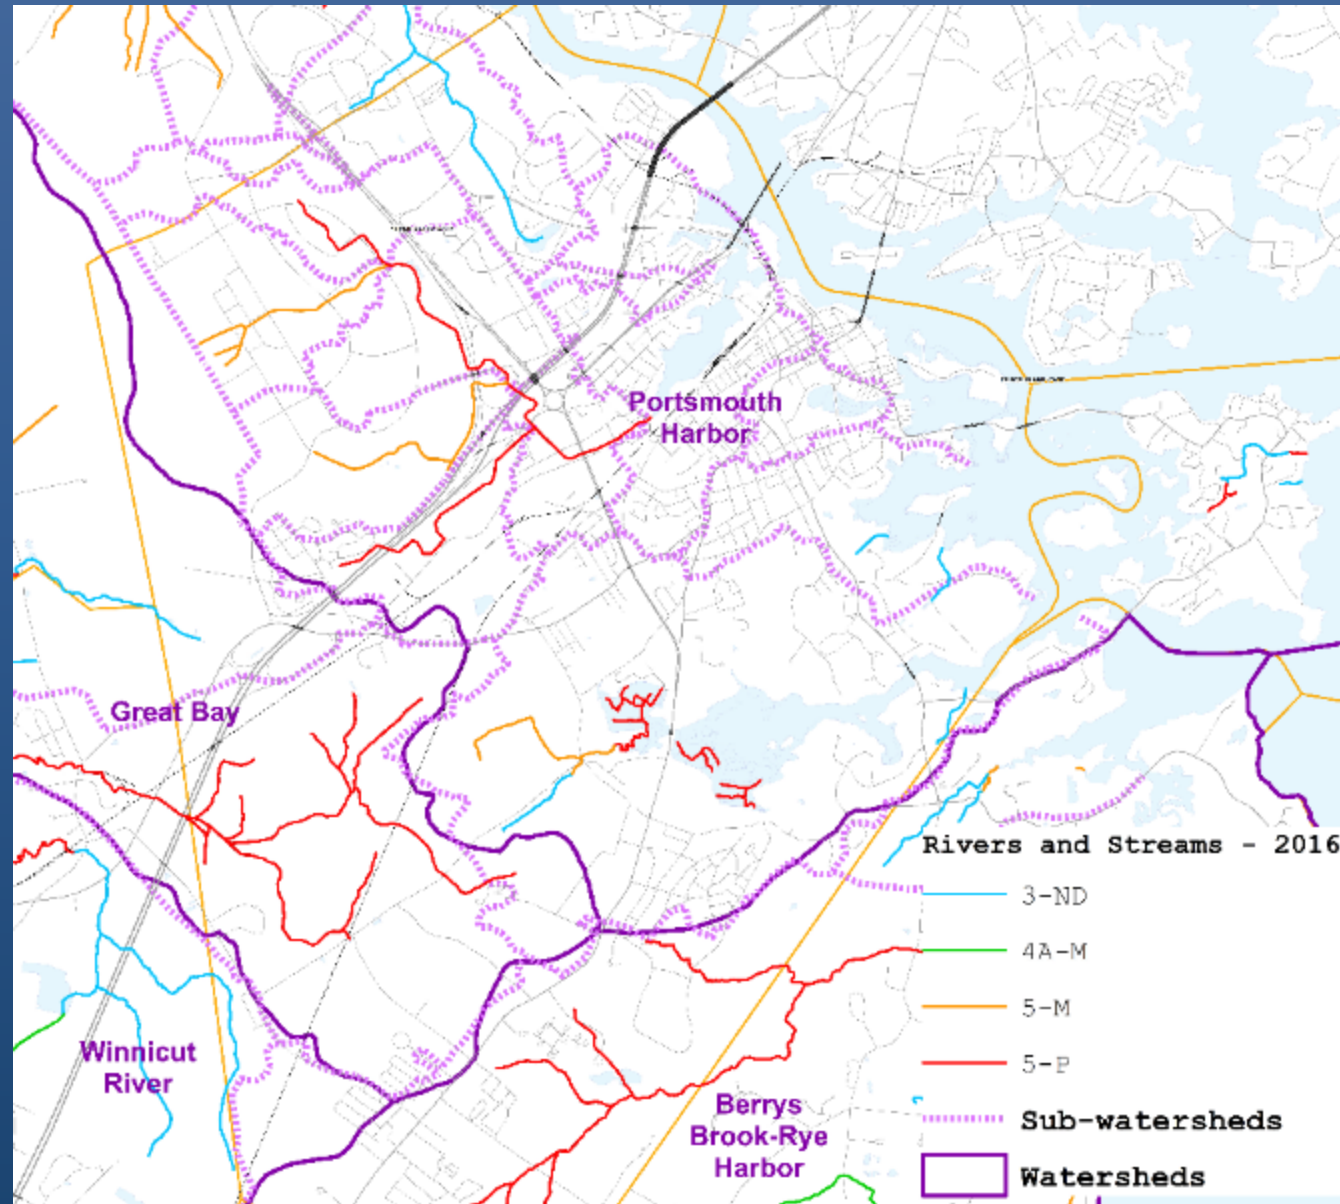 Portsmouth
Harbor
Great Bay
Winnicut
River
Berrys
Brook-Rye
Harbor
Rivers and Streams - 2016
3-ND
4A-M
5-M
5-P
Sub-watersheds
Watersheds